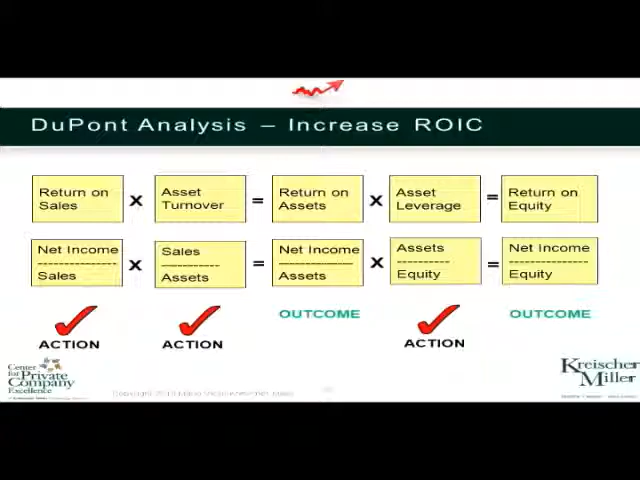 DuPont Analysis – Increase ROIC
Return on Sales X Asset Turnover = Return on Assets X Asset Leverage = Return on Equity
Net Income
Sales
X
Sales
Assets
=
Net Income
Assets
X
Assets
Equity
=
Net Income
Equity
ACTION
ACTION
OUTCOME
ACTION
OUTCOME
Center
for Private
Company
Excellence
Kreischer
Miller